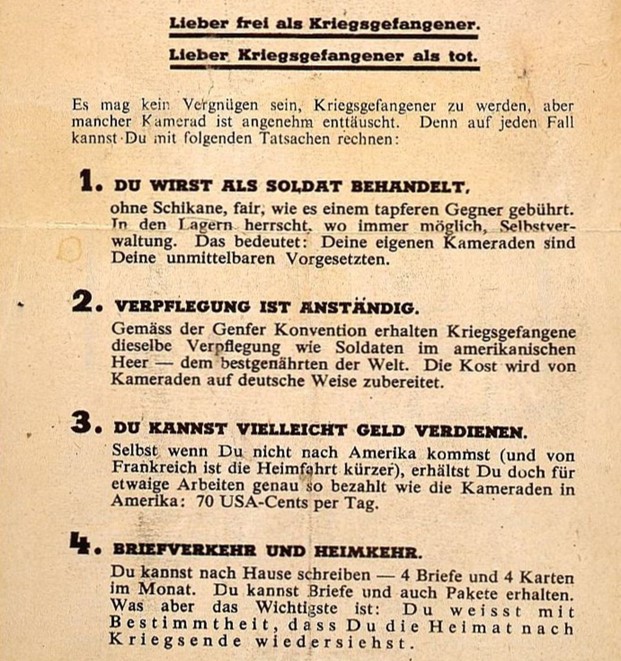 Lieber frei als Kriegsgefangener.
Lieber Kriegsgefangener als tot.
Es mag kein Vergnügen sein, Kriegsgefangener zu werden, aber
mancher Kamerad ist angenehm enttäuscht. Denn auf jeden Fall
kannst Du mit folgenden Tatsachen rechnen:
1. DU WIRST ALS SOLDAT BEHANDELT,
ohne Schikane, fair, wie es einem tapferen Gegner gebührt.
In den Lagern herrscht, wo immer möglich, Selbstver-
waltung. Das bedeutet: Deine eigenen Kameraden sind
Deine unmittelbaren Vorgesetzten.
2. VERPFLEGUNG IST ANSTÄNDIG.
Gemäss der Genfer Konvention erhalten Kriegsgefangene
dieselbe Verpflegung wie Soldaten im amerikanischen
Heer — dem bestgenährten der Welt. Die Kost wird von
Kameraden auf deutsche Weise zubereitet.
3. DU KANNST VIELLEICHT GELD VERDIENEN.
Selbst wenn Du nicht nach Amerika kommst (und von
Frankreich ist die Heimfahrt kürzer), erhältst Du doch für
etwaige Arbeiten genau so bezahlt wie die Kameraden in
Amerika: 70 USA-Cents per Tag.
4. BRIEFVERKEHR UND HEIMKEHR.
Du kannst nach Hause schreiben — 4 Briefe und 4 Karten
im Monat. Du kannst Briefe und auch Pakete erhalten.
Was aber das Wichtigste ist: Du weisst mit
Bestimmtheit, dass Du die Heimat nach
Kriegsende wiedersiehst.